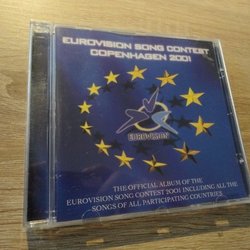 EUROVISION SONG CONTEST
COPENHAGEN 2001
EUROVISION
THE OFFICIAL ALBUM OF THE
EUROVISION SONG CONTEST 2001 INCLUDING ALL THE
SONGS OF ALL PARTICIPATING COUNTRIES